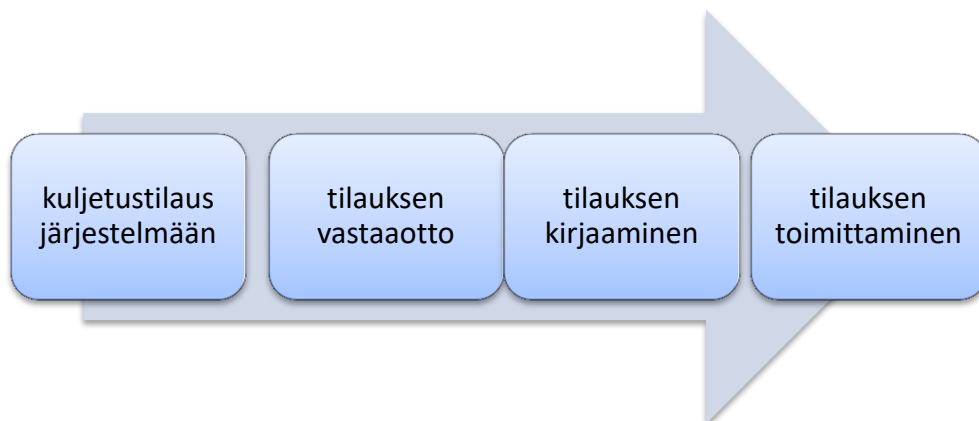 kuljetustilaus
järjestelmään
tilauksen
vastaaotto
tilauksen
kirjaaminen
tilauksen
toimittaminen